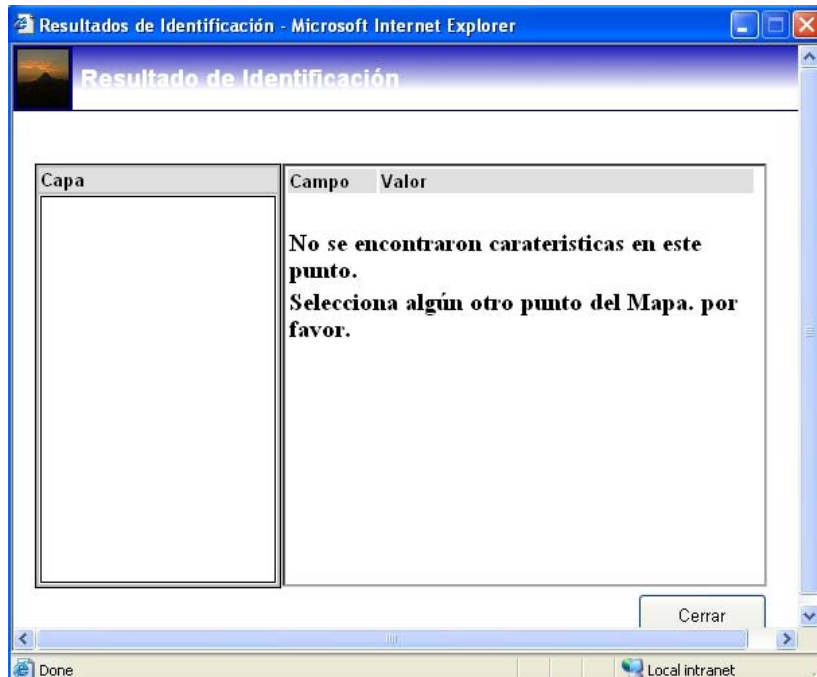 Resultados de Identificación - Microsoft Internet Explorer
Resultado de Identificación
Capa
Campo Valor
No se encontraron carateristicas en este
punto.
Selecciona algún otro punto del Mapa. por
favor.
Cerrar
Done
Local intranet